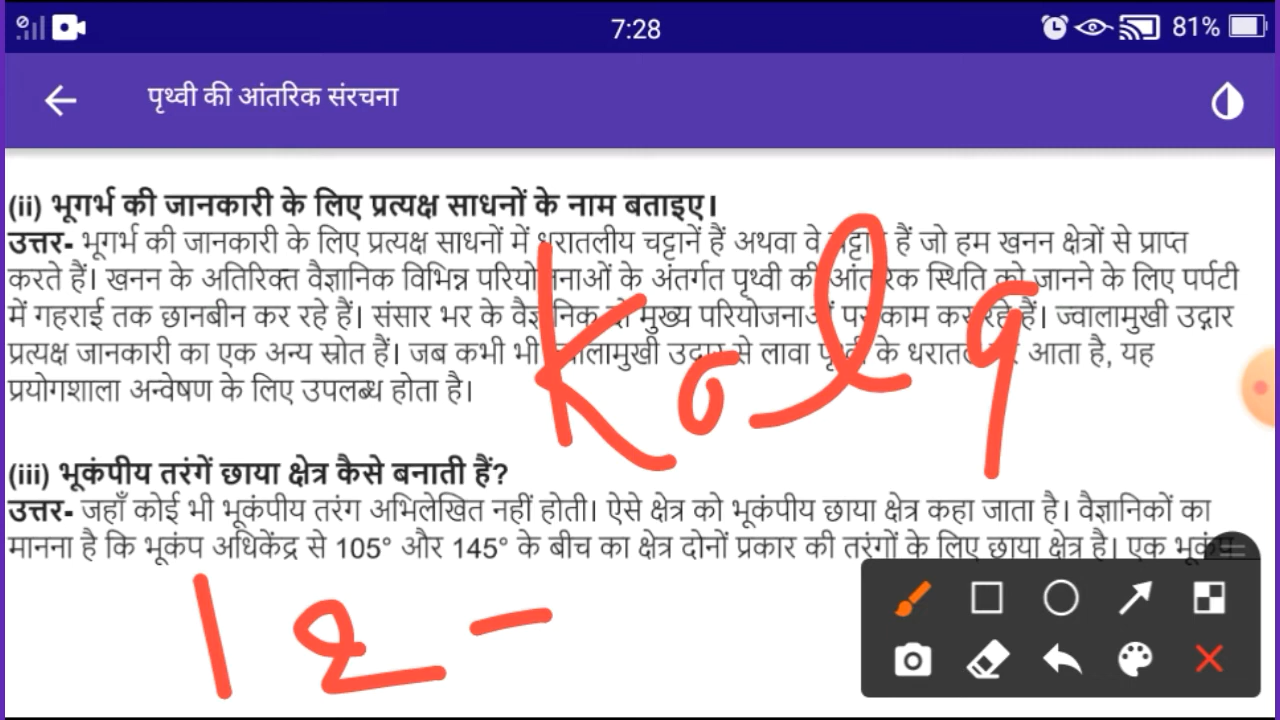 7:28
81%
पृथ्वी की आंतरिक संरचना
(ii) भूगर्भ की जानकारी के लिए प्रत्यक्ष साधनों के नाम बताइए।
उत्तर- भूगर्भ की जानकारी के लिए प्रत्यक्ष साधनों में धरातलीय चट्टानें हैं अथवा वे चट्टानें हैं जो हम खनन क्षेत्रों से प्राप्त
करते हैं। खनन के अतिरिक्त वैज्ञानिक विभिन्न परियोजनाओं के अंतर्गत पृथ्वी की आंतरिक स्थिति को जानने के लिए पर्पटी
में गहराई तक छानबीन कर रहे हैं। संसार भर के वैज्ञानिक दो मुख्य परियोजनाओं पर काम कर रहे हैं। ज्वालामुखी उद्गार
प्रत्यक्ष जानकारी का एक अन्य स्रोत हैं। जब कभी भी ज्वालामुखी उद्गार से लावा पृथ्वी के धरातल पर आता है, यह
प्रयोगशाला अन्वेषण के लिए उपलब्ध होता है।
(iii) भूकंपीय तरंगें छाया क्षेत्र कैसे बनाती हैं?
उत्तर- जहाँ कोई भी भूकंपीय तरंग अभिलेखित नहीं होती। ऐसे क्षेत्र को भूकंपीय छाया क्षेत्र कहा जाता है। वैज्ञानिकों का
मानना है कि भूकंप अधिकेंद्र से 105° और 145° के बीच का क्षेत्र दोनों प्रकार की तरंगों के लिए छाया क्षेत्र है। एक भूकंप